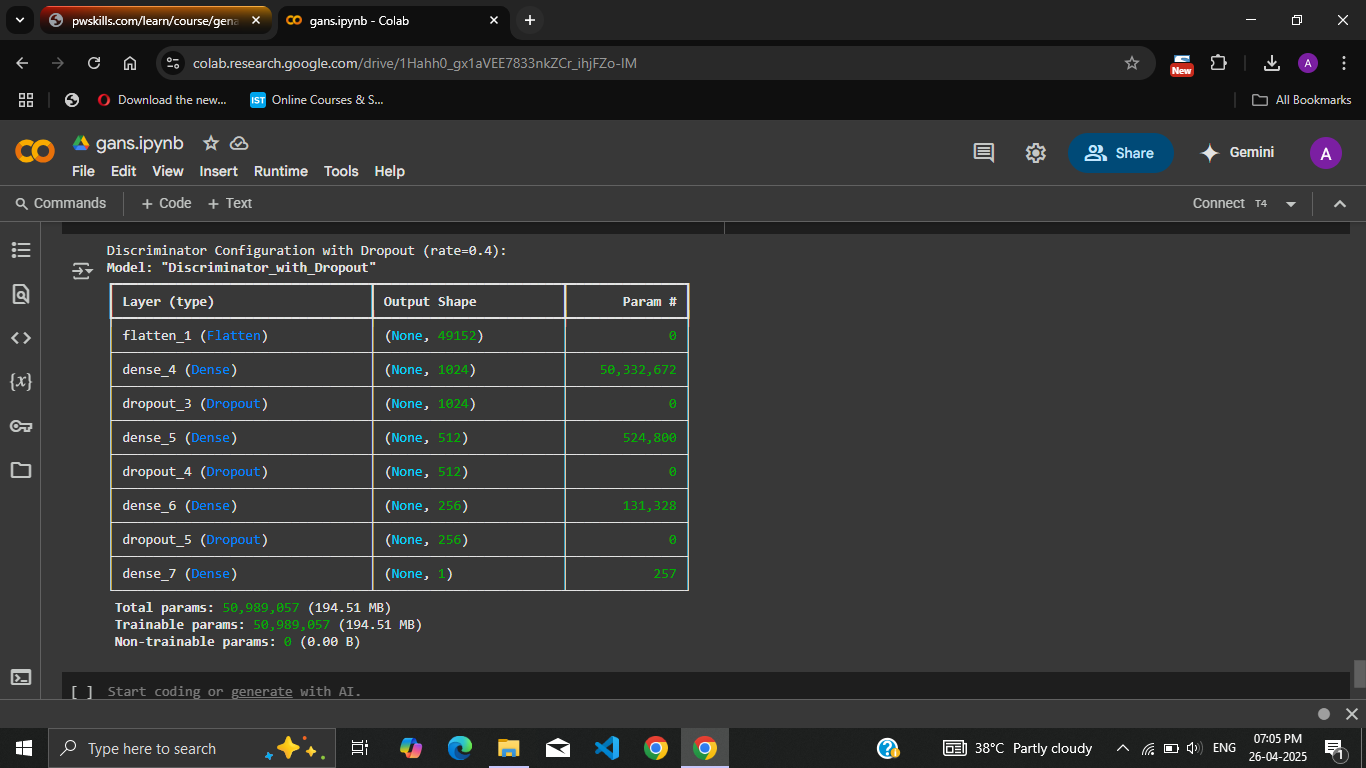 pwskills.com/learn/course/gena
gans.ipynb - Colab
colab.research.google.com/drive/1Hahh0_gx1aVEE7833nkZCr_ihjFZo-IM
New
A
Download the new...
IST
Online Courses & S...
All Bookmarks
gans.ipynb
File Edit View Insert Runtime Tools Help
Share
Gemini
A
Commands + Code + Text
Connect T4
Discriminator Configuration with Dropout (rate=0.4):
Model: "Discriminator_with_Dropout"
Layer (type) Output Shape Param #
flatten_1 (Flatten) (None, 49152) 0
dense_4 (Dense) (None, 1024) 50,332,672
dropout_3 (Dropout) (None, 1024) 0
dense_5 (Dense) (None, 512) 524,800
dropout_4 (Dropout) (None, 512) 0
dense_6 (Dense) (None, 256) 131,328
dropout_5 (Dropout) (None, 256) 0
dense_7 (Dense) (None, 1) 257
Total params: 50,989,057 (194.51 MB)
Trainable params: 50,989,057 (194.51 MB)
Non-trainable params: 0 (0.00 B)
[ ] Start coding or generate with AI.
Type here to search
38°C Partly cloudy
ENG
07:05 PM
26-04-2025
1